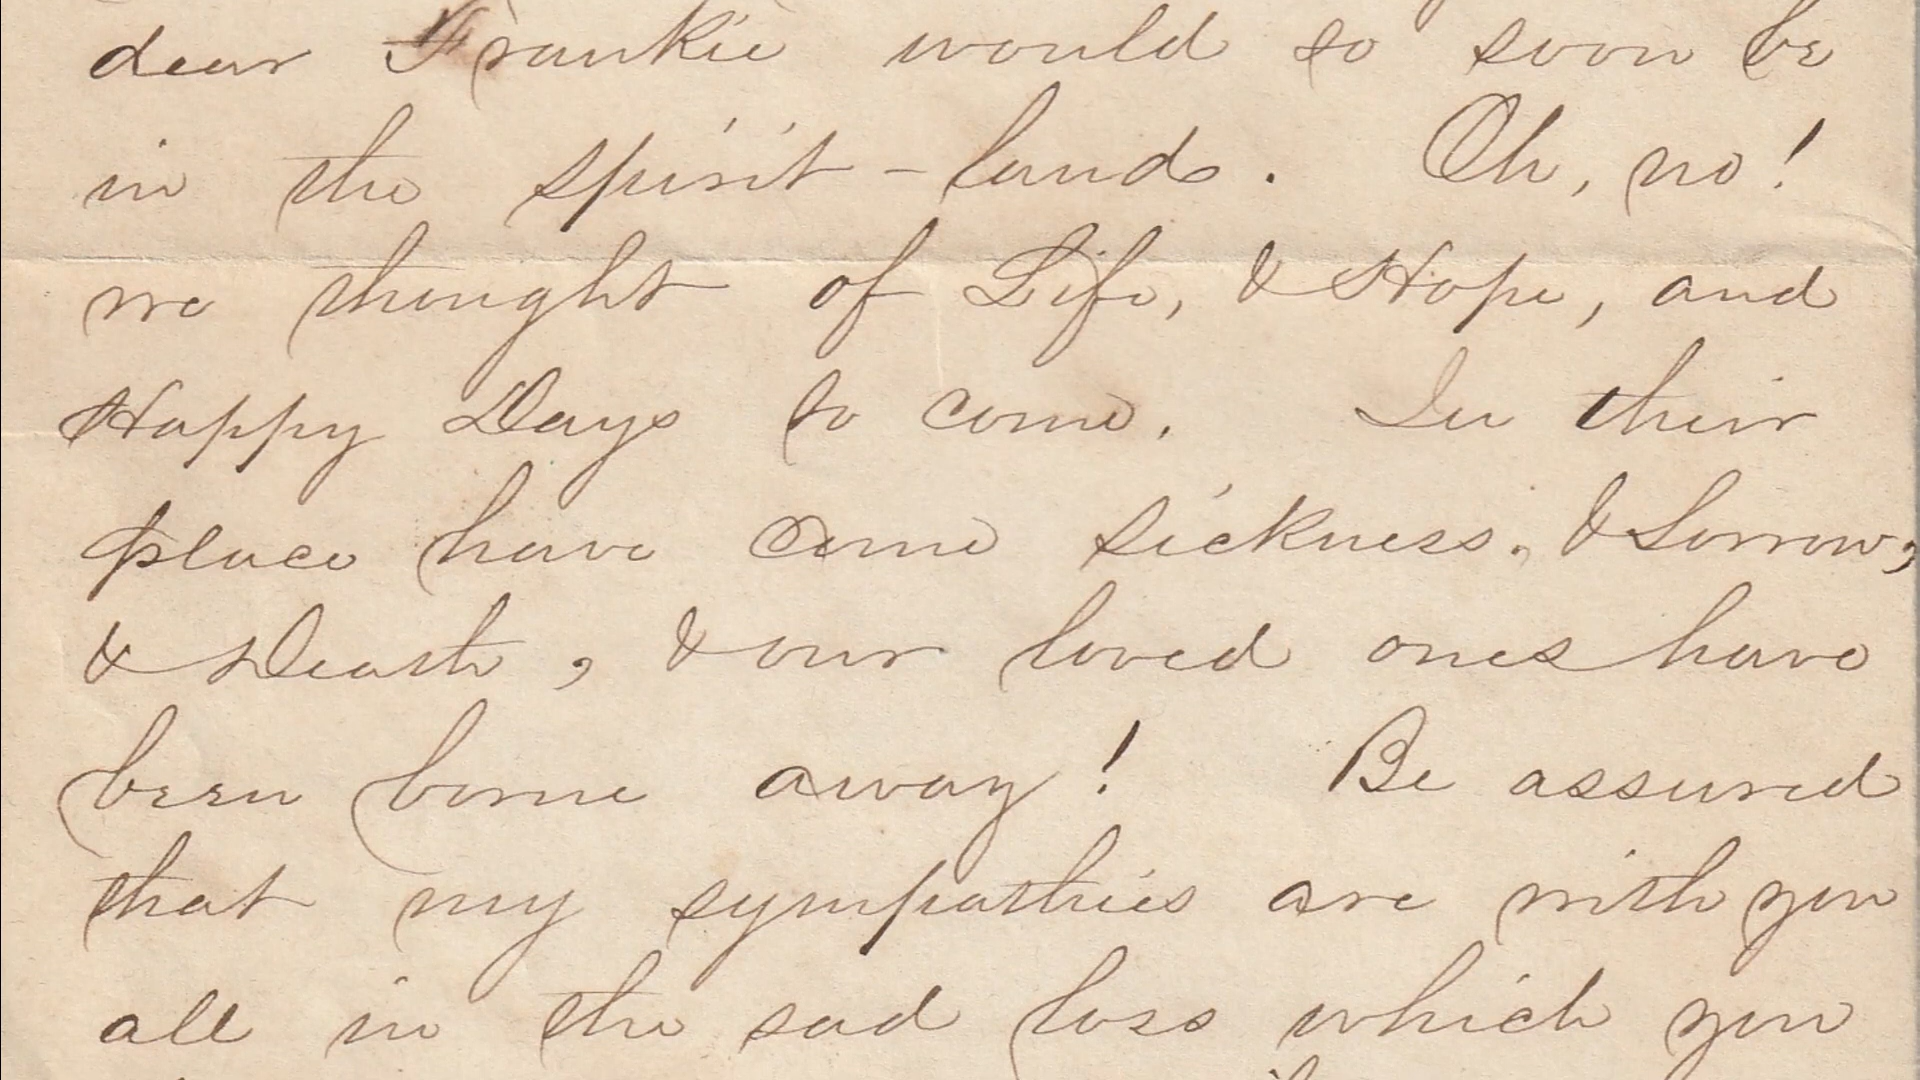 dear Frankie would so soon be
in the spirit-land. Oh, no!
we thought of Life, & Hope, and
Happy Days to come. In their
place have come sickness, & Sorrow,
& Death, & our loved ones have
been borne away! Be assured
that my sympathies are with you
all in the sad loss which you